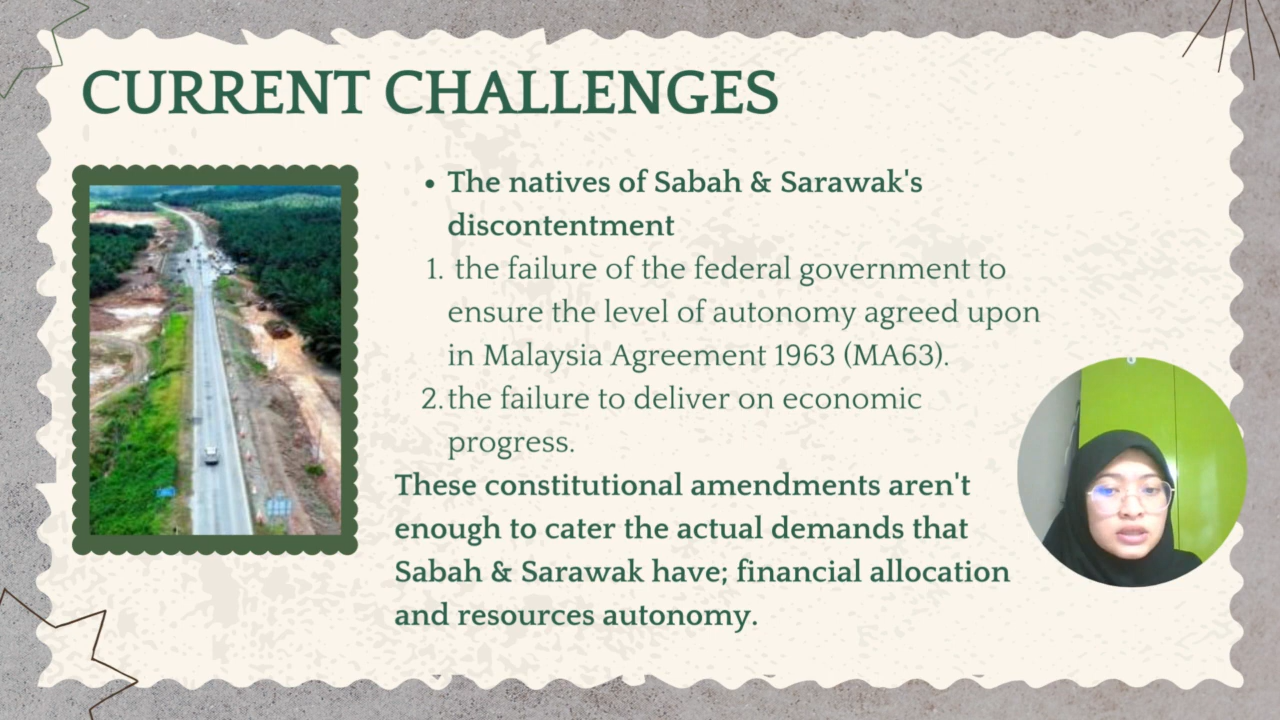 CURRENT CHALLENGES
• The natives of Sabah & Sarawak's
discontentment
1. the failure of the federal government to
ensure the level of autonomy agreed upon
in Malaysia Agreement 1963 (MA63).
2. the failure to deliver on economic
progress.
These constitutional amendments aren't
enough to cater the actual demands that
Sabah & Sarawak have; financial allocation
and resources autonomy.